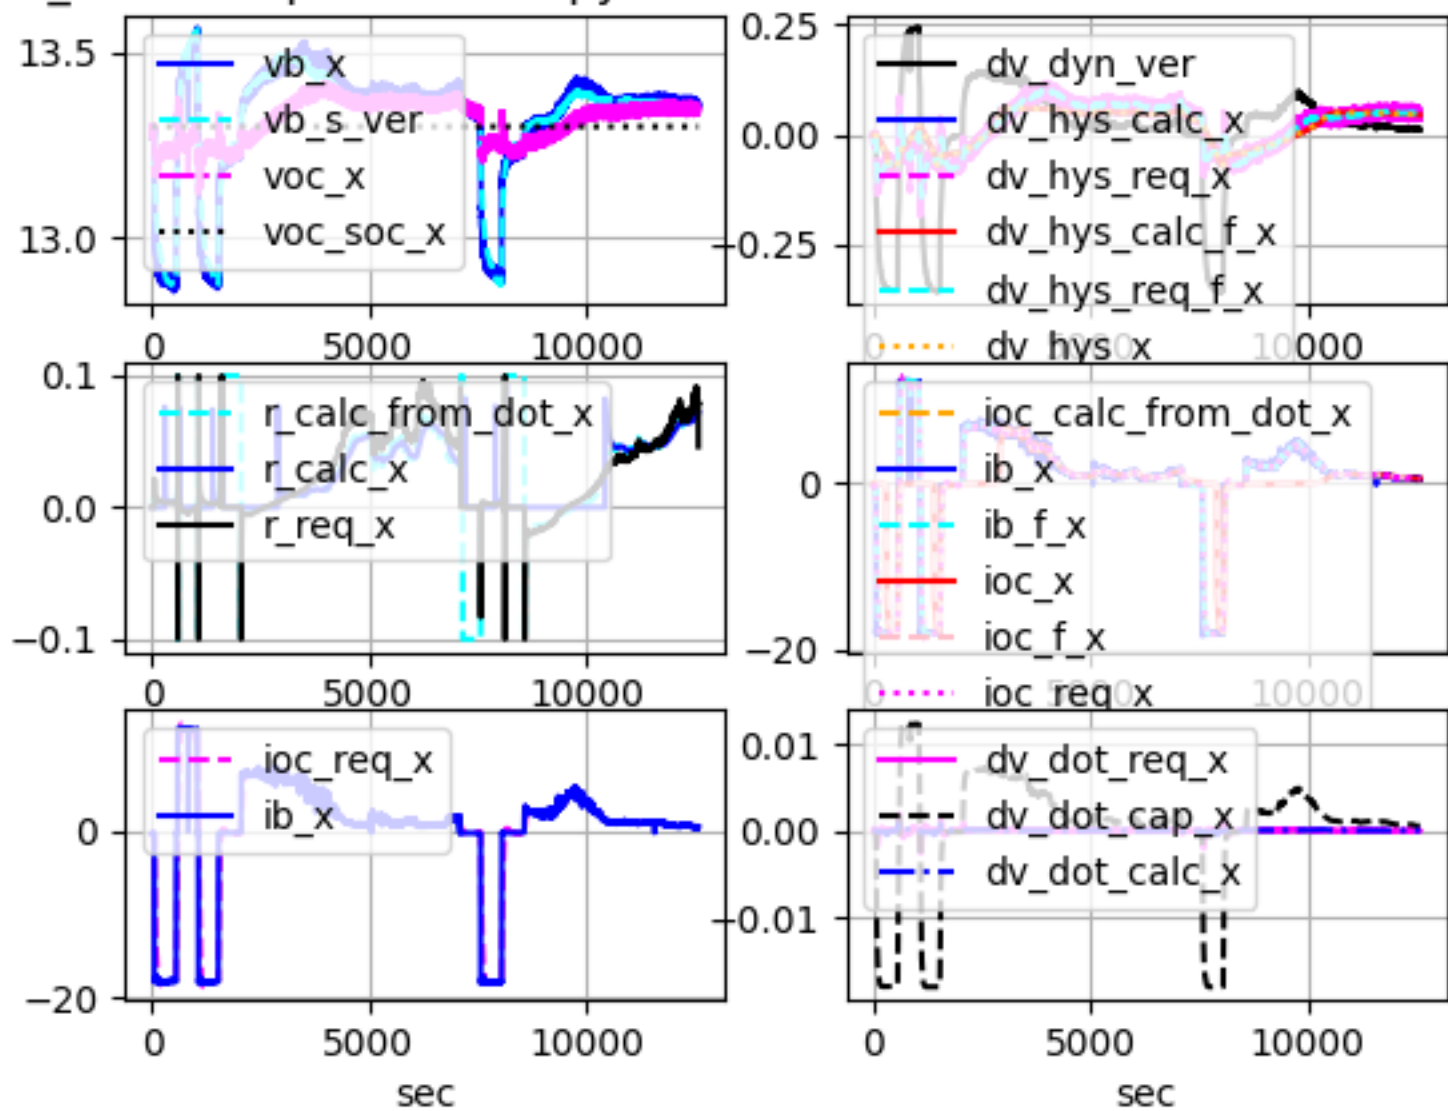 13.5
13.0
0
5000
10000
vb_x
vb_s_ver
voc_x
voc_soc_x
0.25
0.00
−0.25
0
10000
dv_dyn_ver
dv_hys_calc_x
dv_hys_req_x
dv_hys_calc_f_x
dv_hys_req_f_x
dv_hys_x
0.1
0.0
−0.1
0
5000
10000
r_calc_from_dot_x
r_calc_x
r_req_x
0
−20
0
5000
10000
ioc_calc_from_dot_x
ib_x
ib_f_x
ioc_x
ioc_f_x
ioc_req_x
0
−20
0
5000
10000
sec
ioc_req_x
ib_x
0.01
0.00
−0.01
0
5000
10000
sec
dv_dot_req_x
dv_dot_cap_x
dv_dot_calc_x